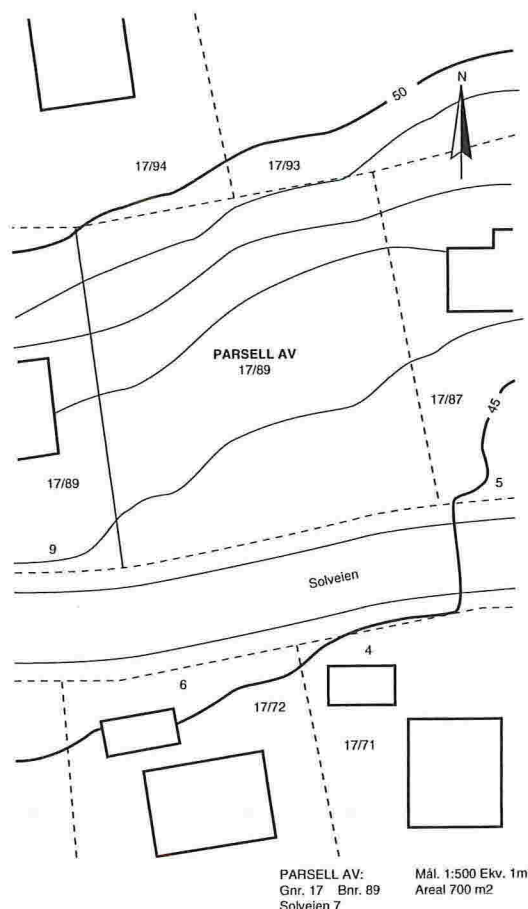 50
N
17/94
17/93
PARSELL AV
17/89
17/87
45
17/89
5
9
Solveien
4
6
17/72
17/71
PARSELL AV: Mål. 1:500 Ekv. 1m
Gnr. 17 Bnr. 89 Areal 700 m2
Solveien 7